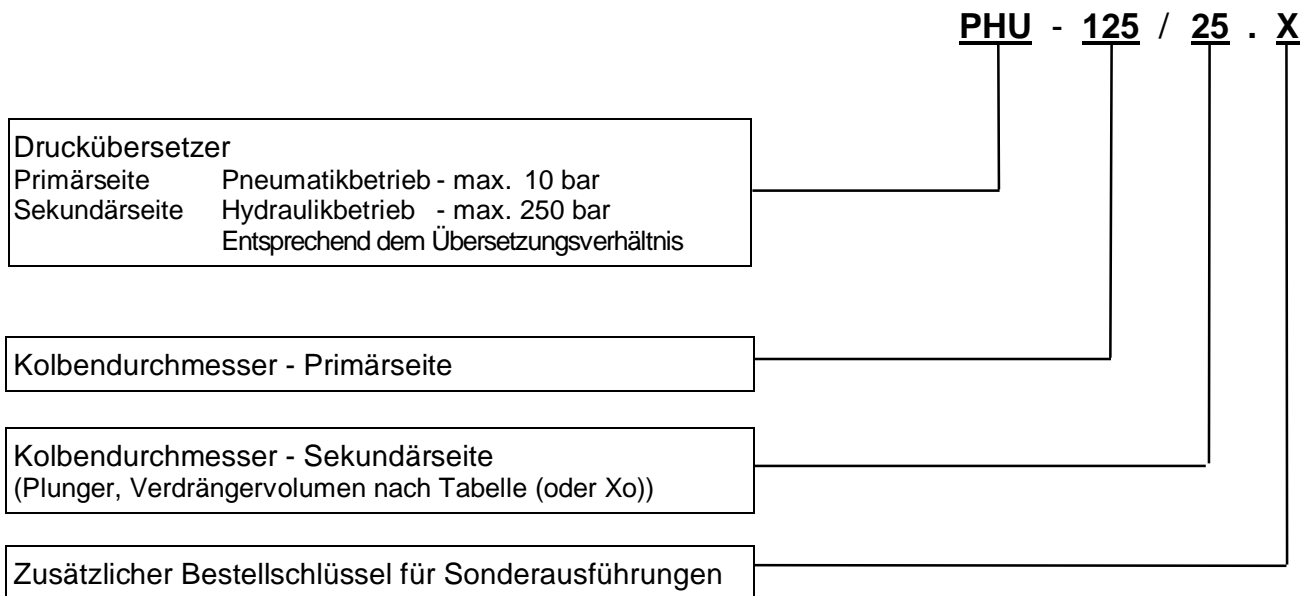 PHU - 125 / 25 . X
Druckübersetzer
Primärseite Pneumatikbetrieb - max. 10 bar
Sekundärseite Hydraulikbetrieb - max. 250 bar
Entsprechend dem Übersetzungsverhältnis
Kolbendurchmesser - Primärseite
Kolbendurchmesser - Sekundärseite
(Plunger, Verdrängervolumen nach Tabelle (oder Xo))
Zusätzlicher Bestellschlüssel für Sonderausführungen